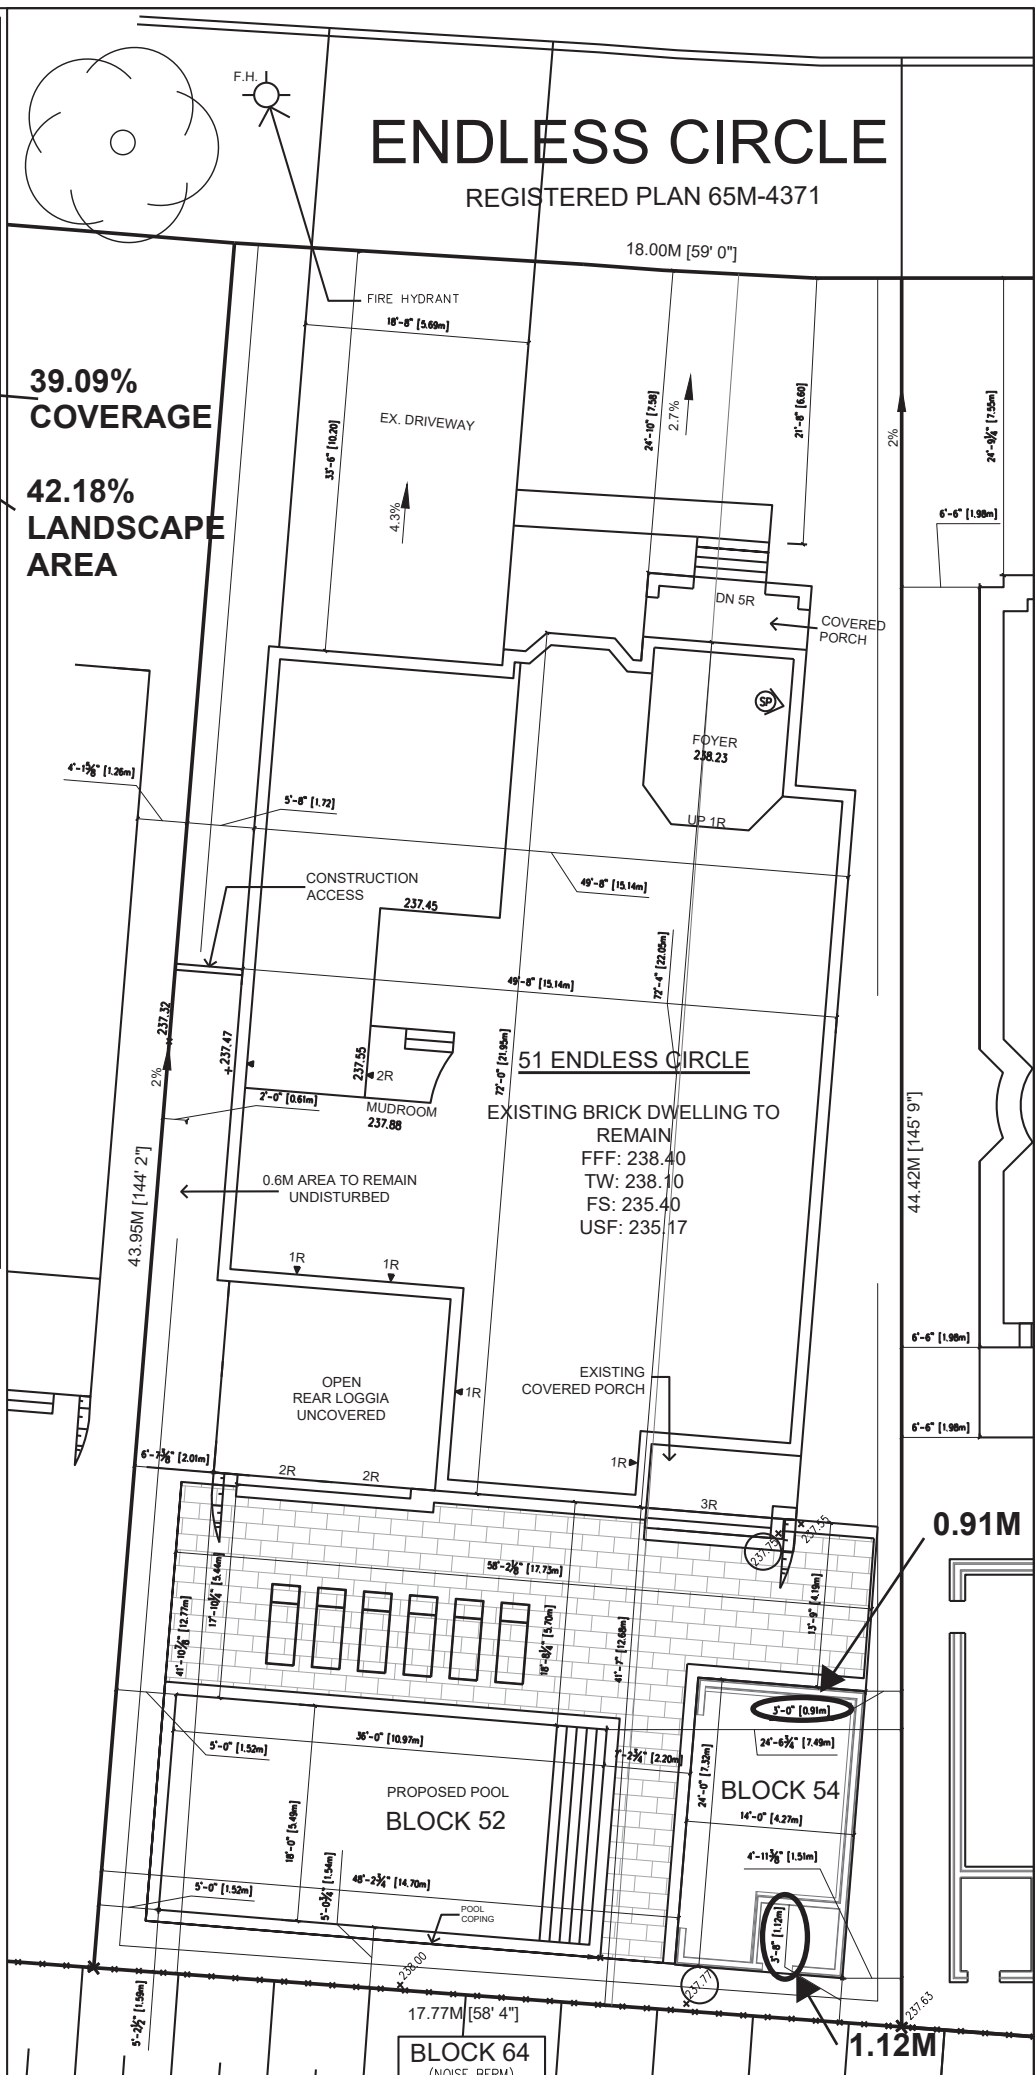 F.H.
ENDLESS CIRCLE
REGISTERED PLAN 65M-4371
18.00M [59' 0"]
FIRE HYDRANT
18'-8" [5.69m]
39.09%
COVERAGE
EX. DRIVEWAY
33'-6" [10.20]
24'-10" [7.58]
2.7%
21'-8" [6.60]
2%
24'-9¼" [7.55m]
42.18%
LANDSCAPE
AREA
4.3%
6'-6" [1.98m]
DN 5R
COVERED
PORCH
SP
FOYER
238.23
UP 1R
4'-1⅝" [1.26m]
5'-8" [1.72]
49'-8" [15.14m]
CONSTRUCTION
ACCESS
237.45
72'-4" [22.05m]
49'-8" [15.14m]
237.32
+237.47
237.55
2R
72'-0" [21.95m]
51 ENDLESS CIRCLE
2%
2'-0" [0.61m]
MUDROOM
237.88
EXISTING BRICK DWELLING TO
REMAIN
FFF: 238.40
TW: 238.10
FS: 235.40
USF: 235.17
43.95M [144' 2"]
44.42M [145' 9"]
0.6M AREA TO REMAIN
UNDISTURBED
1R
1R
6'-6" [1.98m]
OPEN
REAR LOGGIA
UNCOVERED
1R
EXISTING
COVERED PORCH
6'-6" [1.98m]
6'-7⅛" [2.01m]
2R
2R
1R
3R
237.75
237.55
0.91M
58'-2⅛" [17.73m]
17'-10¼" [5.44m]
41'-10⅞" [12.77m]
18'-8¼" [5.70m]
41'-7" [12.68m]
13'-9" [4.19m]
3'-0" [0.91m]
5'-0" [1.52m]
36'-0" [10.97m]
7'-2¾" [2.20m]
24'-6¾" [7.49m]
24'-0" [7.32m]
PROPOSED POOL
BLOCK 52
BLOCK 54
14'-0" [4.27m]
18'-0" [5.49m]
4'-11⅜" [1.51m]
5'-0" [1.52m]
5'-0¾" [1.54m]
48'-2¾" [14.70m]
POOL
COPING
3'-8" [1.12m]
238.00
237.77
237.63
5'-2½" [1.59m]
17.77M [58' 4"]
1.12M
BLOCK 64
(NOISE BERM)